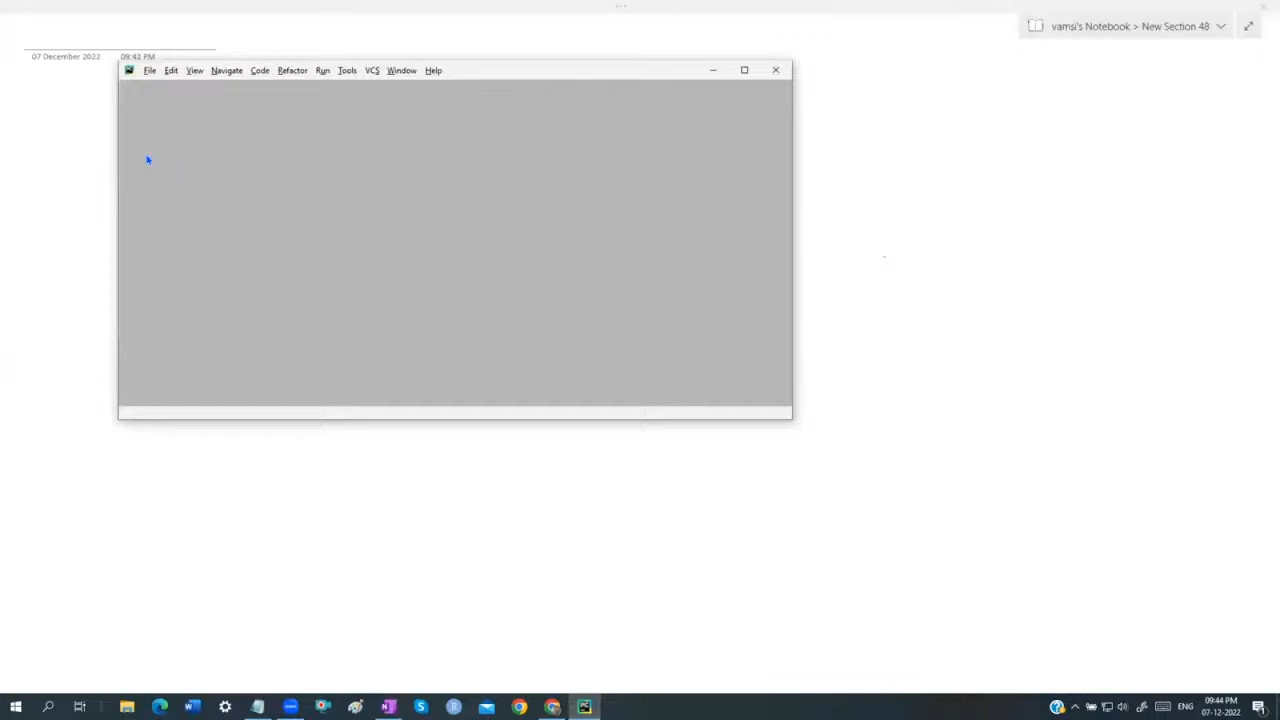 vamsi's Notebook > New Section 48
07 December 2022 09:42 PM
File Edit View Navigate Code Refactor Run Tools VCS Window Help
ENG
09:44 PM
07-12-2022